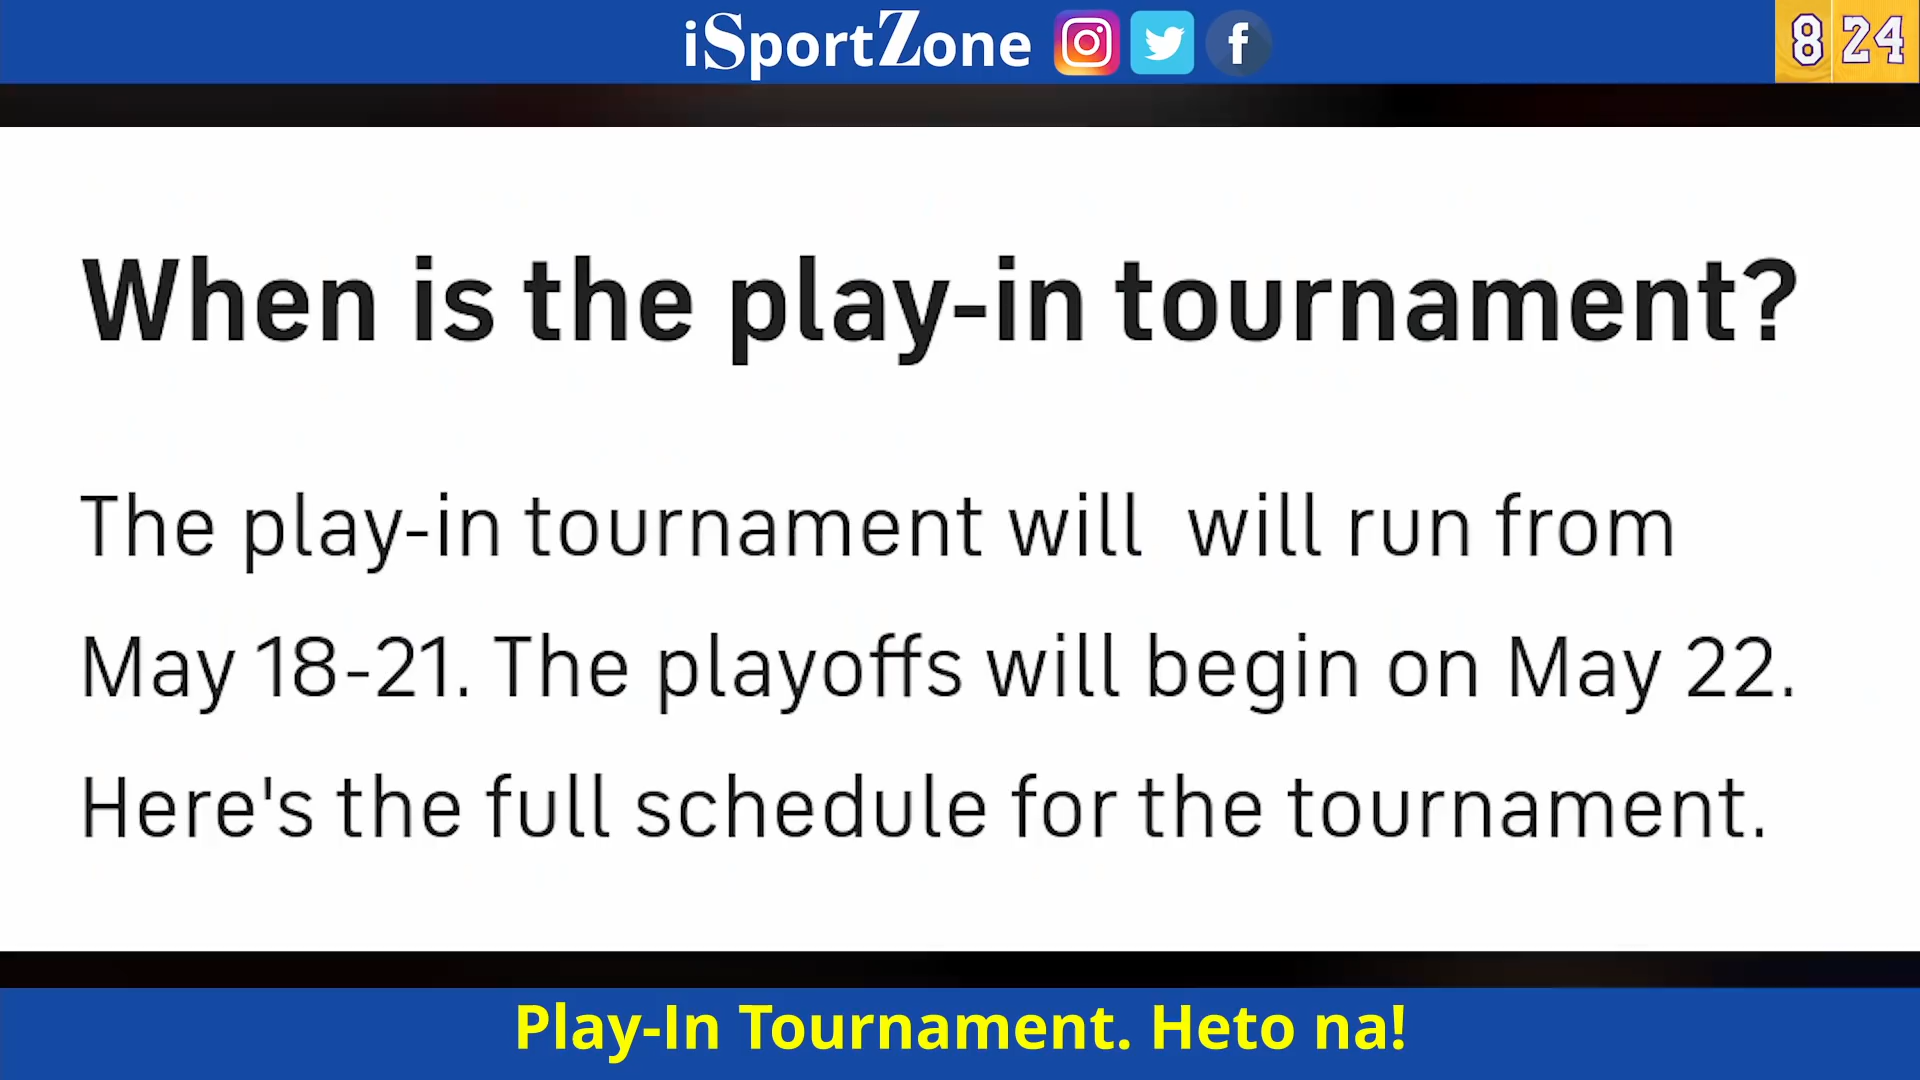 iSportZone
8 24
When is the play-in tournament?
The play-in tournament will  will run from
May 18-21. The playoffs will begin on May 22.
Here's the full schedule for the tournament.
Play-In Tournament. Heto na!